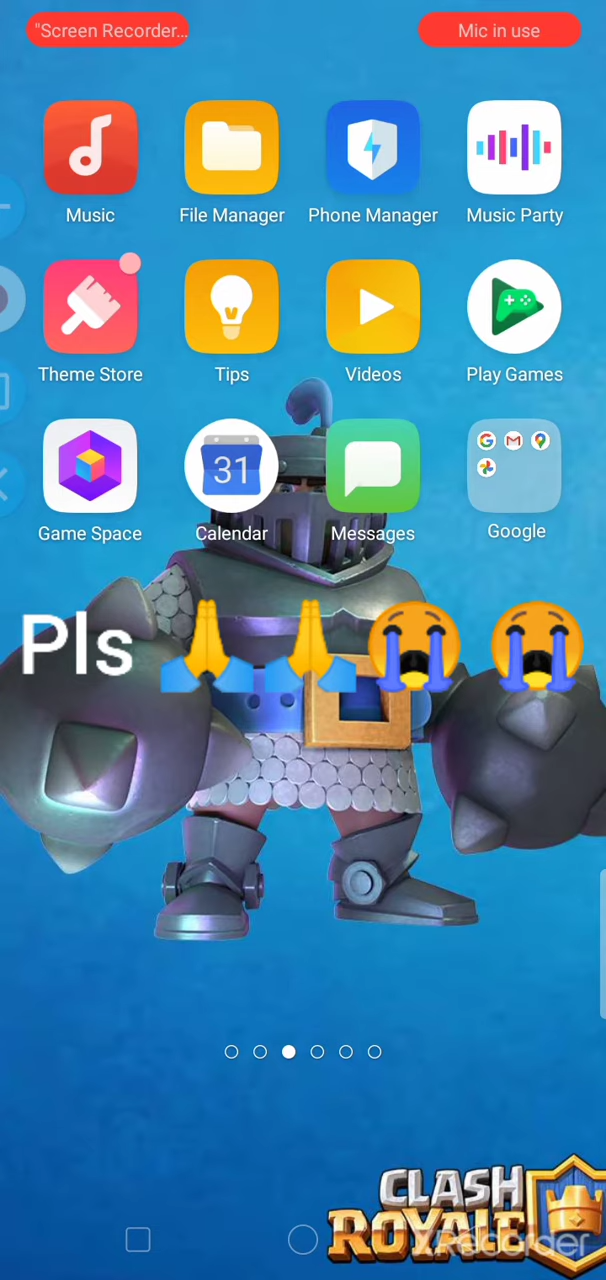 "Screen Recorder... Mic in use
Music File Manager Phone Manager Music Party
Theme Store Tips Videos Play Games
31
Game Space Calendar Messages Google
Pls 🙏🙏😭😭
CLASH
ROYALE
XRecorder